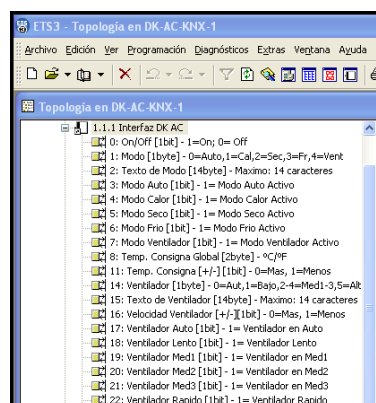 ETS3 - Topología en DK-AC-KNX-1
Archivo Edición Ver Programación Diagnósticos Extras Ventana Ayuda
Topología en DK-AC-KNX-1
1.1.1 Interfaz DK AC
0: On/Off [1bit] - 1=On; 0= Off
1: Modo [1byte] - 0=Auto,1=Cal,2=Sec,3=Fr,4=Vent
2: Texto de Modo [14byte] - Maximo: 14 caracteres
3: Modo Auto [1bit] - 1= Modo Auto Activo
4: Modo Calor [1bit] - 1= Modo Calor Activo
5: Modo Seco [1bit] - 1= Modo Seco Activo
6: Modo Frio [1bit] - 1= Modo Frio Activo
7: Modo Ventilador [1bit] - 1= Modo Ventilador Activo
8: Temp. Consigna Global [2byte] - ºC/ºF
11: Temp. Consigna [+/-] [1bit] - 0=Mas, 1=Menos
14: Ventilador [1byte] - 0=Aut,1=Bajo,2-4=Med1-3,5=Alt
15: Texto de Ventilador [14byte] - Maximo: 14 caracteres
16: Velocidad Ventilador [+/-][1bit] - 0=Mas, 1=Menos
17: Ventilador Auto [1bit] - 1= Ventilador en Auto
18: Ventilador Lento [1bit] - 1= Ventilador Lento
19: Ventilador Med1 [1bit] - 1= Ventilador en Med1
20: Ventilador Med2 [1bit] - 1= Ventilador en Med2
21: Ventilador Med3 [1bit] - 1= Ventilador en Med3
22: Ventilador Rapido [1bit] - 1= Ventilador Rapido